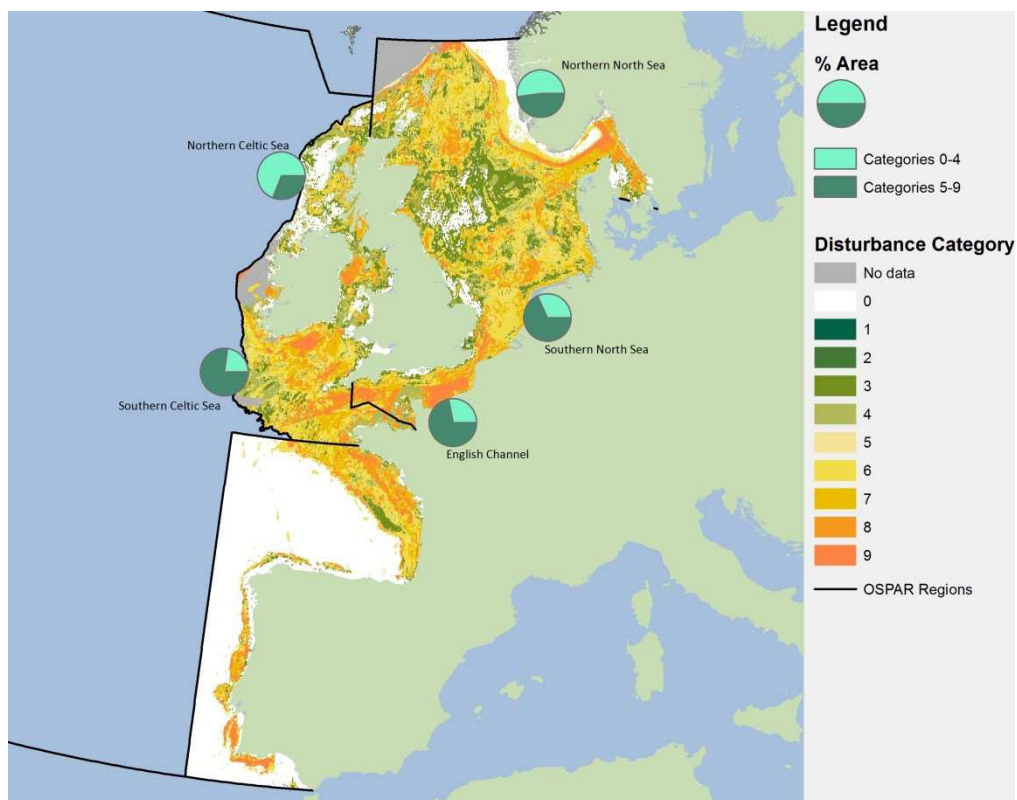 Northern North Sea
Northern Celtic Sea
Southern North Sea
Southern Celtic Sea
English Channel
Legend
% Area
Categories 0-4
Categories 5-9
Disturbance Category
No data
0
1
2
3
4
5
6
7
8
9
OSPAR Regions